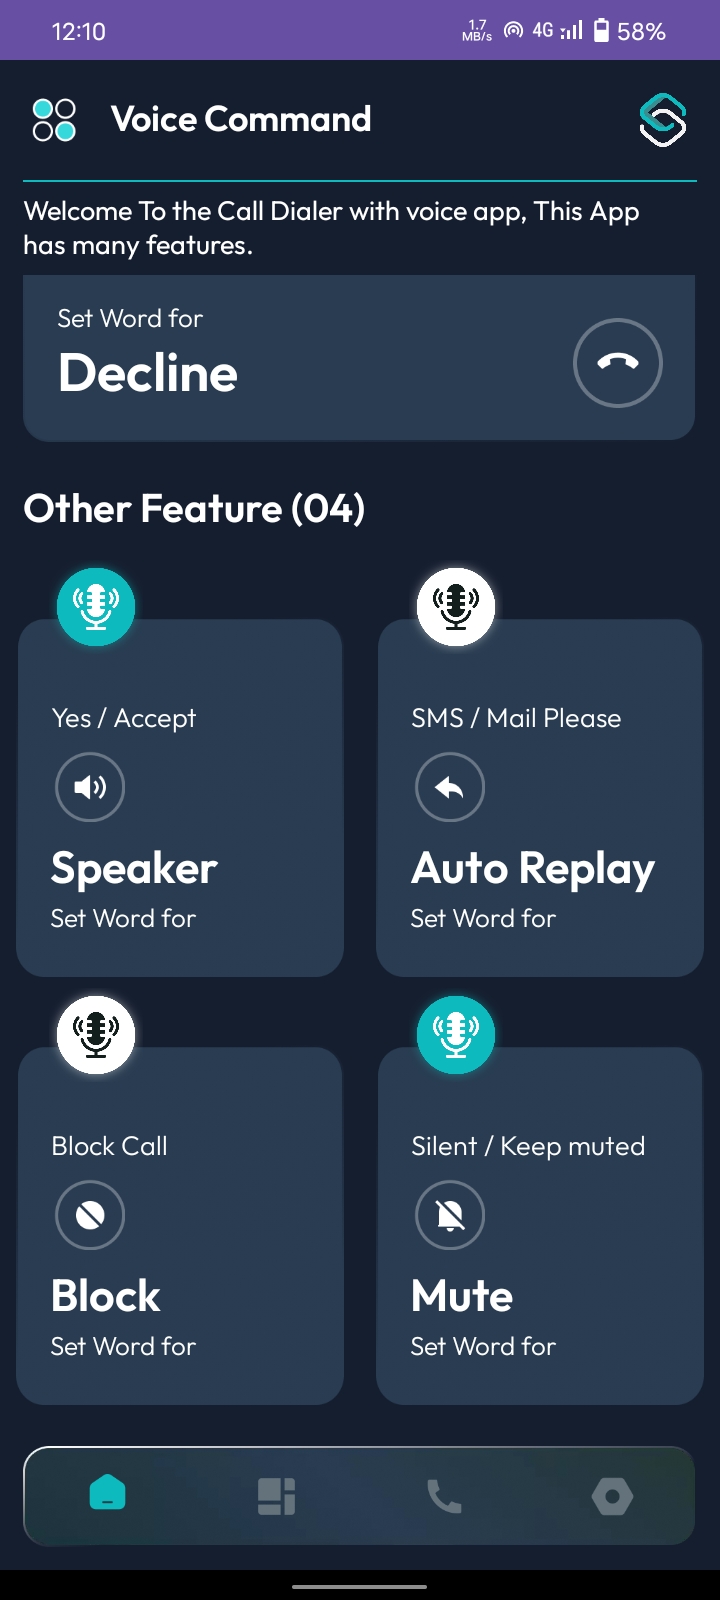 12:10
1.7
MB/s
4G
58%
Voice Command
Welcome To the Call Dialer with voice app, This App
has many features.
Set Word for
Decline
Other Feature (04)
Yes / Accept
Speaker
Set Word for
SMS / Mail Please
Auto Replay
Set Word for
Block Call
Block
Set Word for
Silent / Keep muted
Mute
Set Word for